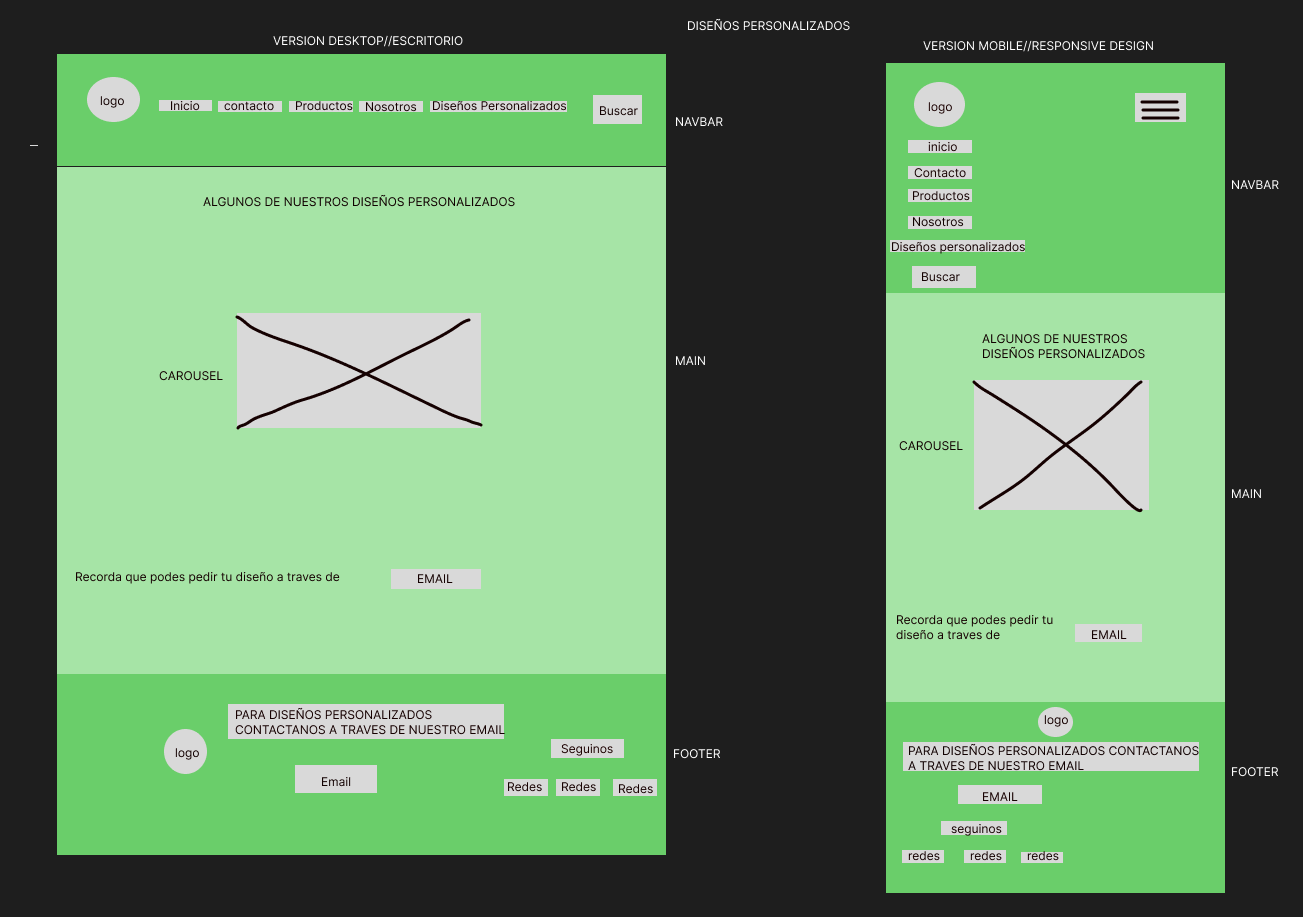 DISEÑOS PERSONALIZADOS
VERSION DESKTOP//ESCRITORIO
logo
Inicio
contacto
Productos
Nosotros
Diseños Personalizados
Buscar
NAVBAR
ALGUNOS DE NUESTROS DISEÑOS PERSONALIZADOS
CAROUSEL
MAIN
Recorda que podes pedir tu diseño a traves de
EMAIL
logo
PARA DISEÑOS PERSONALIZADOS
CONTACTANOS A TRAVES DE NUESTRO EMAIL
Email
Seguinos
Redes
Redes
Redes
FOOTER
VERSION MOBILE//RESPONSIVE DESIGN
logo
inicio
Contacto
Productos
Nosotros
Diseños personalizados
Buscar
NAVBAR
ALGUNOS DE NUESTROS
DISEÑOS PERSONALIZADOS
CAROUSEL
MAIN
Recorda que podes pedir tu
diseño a traves de
EMAIL
logo
PARA DISEÑOS PERSONALIZADOS CONTACTANOS
A TRAVES DE NUESTRO EMAIL
EMAIL
seguinos
redes
redes
redes
FOOTER